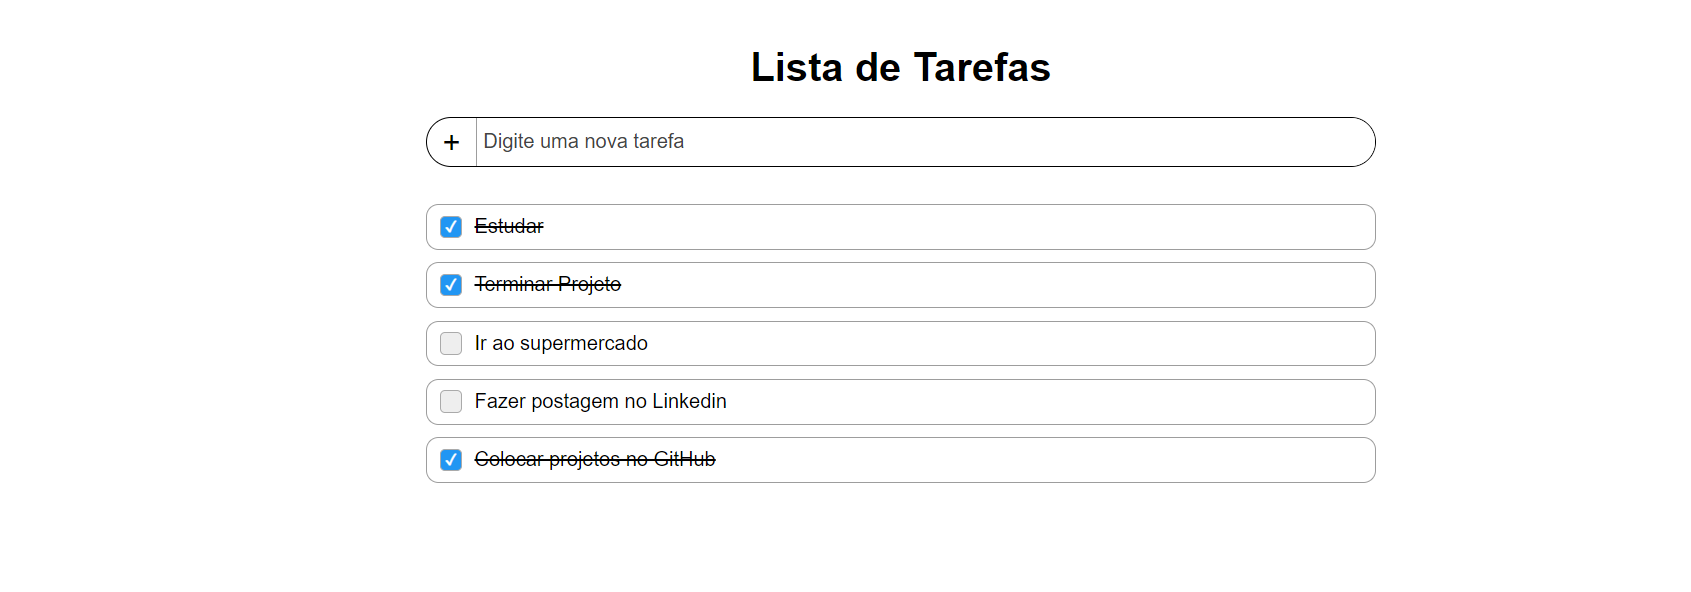 Lista de Tarefas
+ Digite uma nova tarefa
Estudar
Terminar Projeto
Ir ao supermercado
Fazer postagem no Linkedin
Colocar projetos no GitHub